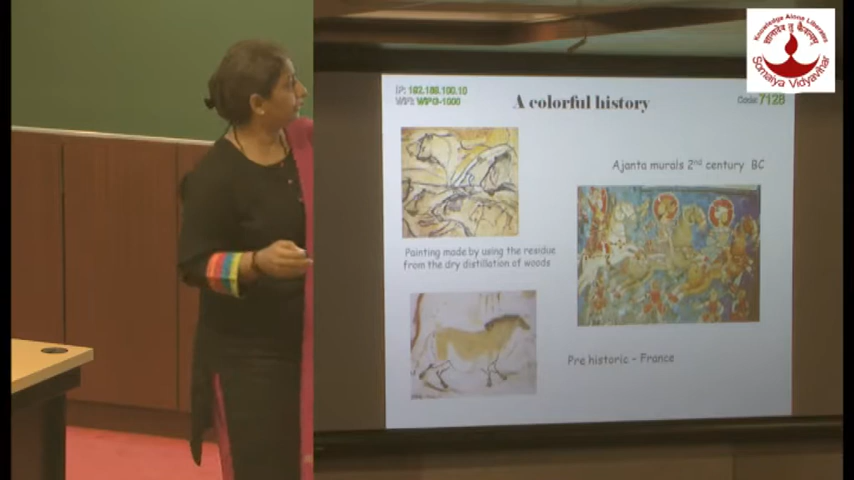 Knowledge Alone Liberates
Somaiya Vidyavihar
IP: 192.168.100.10
WIFI: WPG-1000
Code: 7128
A colorful history
Ajanta murals 2nd century BC
Painting made by using the residue
from the dry distillation of woods
Pre historic – France